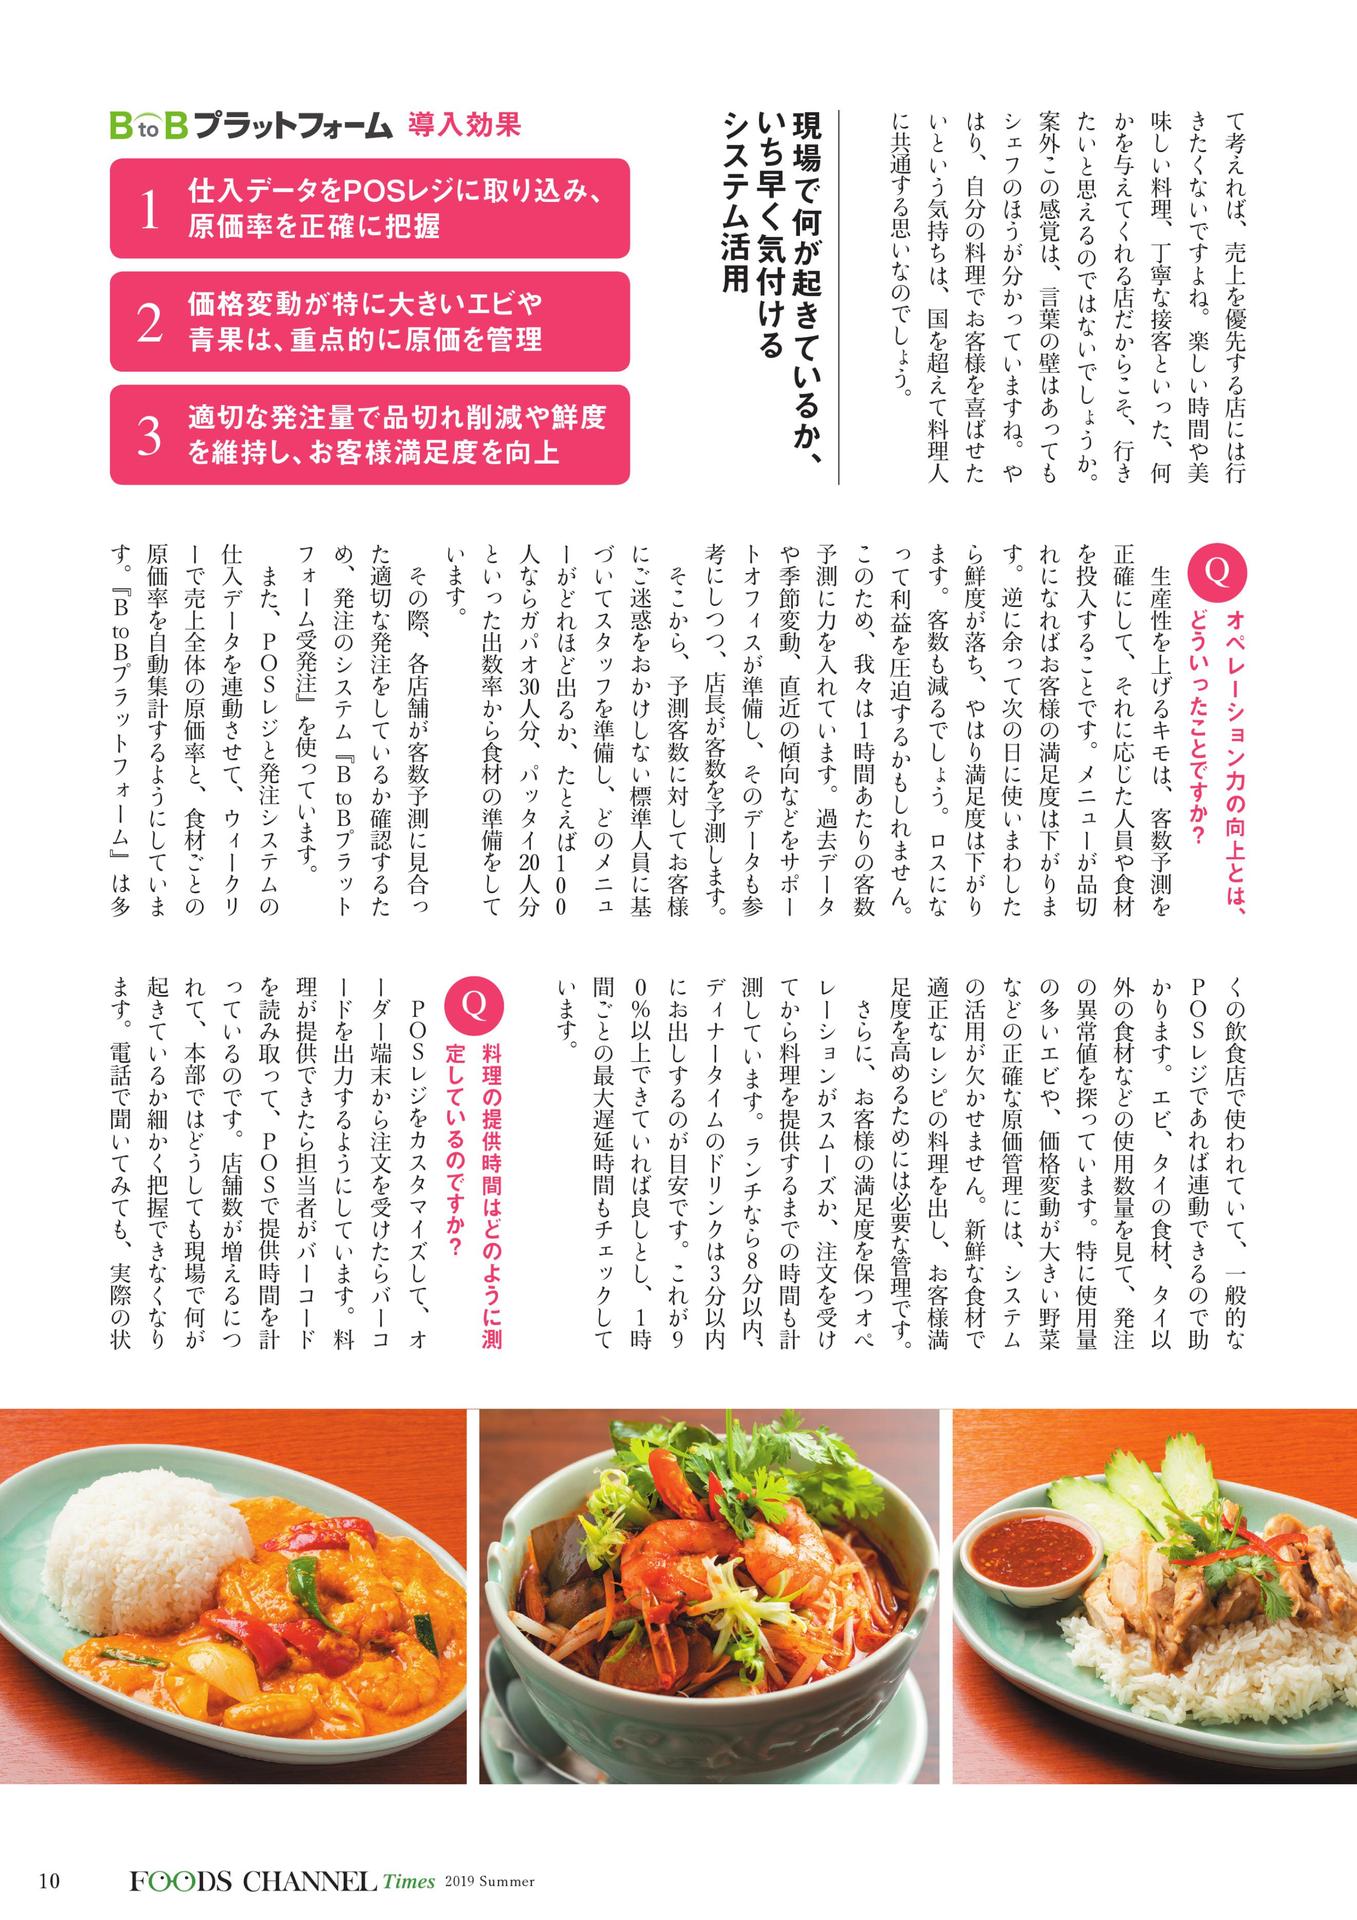 て考えれば、売上を優先する店には行
きたくないですよね。楽しい時間や美
味しい料理、丁寧な接客といった、何
かを与えてくれる店だからこそ、行き
たいと思えるのではないでしょうか。
案外この感覚は、言葉の壁はあっても
シェフのほうが分かっていますね。や
はり、自分の料理でお客様を喜ばせた
いという気持ちは、国を超えて料理人
に共通する思いなのでしょう。
現場で何が起きているか、
いち早く気付ける
システム活用
BtoBプラットフォーム 導入効果
1 仕入データをPOSレジに取り込み、
原価率を正確に把握
2 価格変動が特に大きいエビや
青果は、重点的に原価を管理
3 適切な発注量で品切れ削減や鮮度
を維持し、お客様満足度を向上
Q オペレーション力の向上とは、
どういったことですか?
生産性を上げるキモは、客数予測を
正確にして、それに応じた人員や食材
を投入することです。メニューが品切
れになればお客様の満足度は下がりま
す。逆に余って次の日に使いまわした
ら鮮度が落ち、やはり満足度は下がり
ます。客数も減るでしょう。ロスにな
って利益を圧迫するかもしれません。
このため、我々は1時間あたりの客数
予測に力を入れています。過去データ
や季節変動、直近の傾向などをサポー
トオフィスが準備し、そのデータも参
考にしつつ、店長が客数を予測します。
そこから、予測客数に対してお客様
にご迷惑をおかけしない標準人員に基
づいてスタッフを準備し、どのメニュ
ーがどれほど出るか、たとえば100
人ならガパオ30人分、パッタイ20人分
といった出数率から食材の準備をして
います。
その際、各店舗が客数予測に見合っ
た適切な発注をしているか確認するた
め、発注のシステム『BtoBプラット
フォーム受発注』を使っています。
また、POSレジと発注システムの
仕入データを連動させて、ウィークリ
ーで売上全体の原価率と、食材ごとの
原価率を自動集計するようにしていま
す。『BtoBプラットフォーム』は多
くの飲食店で使われていて、一般的な
POSレジであれば連動できるので助
かります。エビ、タイの食材、タイ以
外の食材などの使用数量を見て、発注
の異常値を探っています。特に使用量
の多いエビや、価格変動が大きい野菜
などの正確な原価管理には、システム
の活用が欠かせません。新鮮な食材で
適正なレシピの料理を出し、お客様満
足度を高めるためには必要な管理です。
さらに、お客様の満足度を保つオペ
レーションがスムーズか、注文を受け
てから料理を提供するまでの時間も計
測しています。ランチなら8分以内、
ディナータイムのドリンクは3分以内
にお出しするのが目安です。これが9
0%以上できていれば良しとし、1時
間ごとの最大遅延時間もチェックして
います。
Q 料理の提供時間はどのように測
定しているのですか?
POSレジをカスタマイズして、オ
ーダー端末から注文を受けたらバーコ
ードを出力するようにしています。料
理が提供できたら担当者がバーコード
を読み取って、POSで提供時間を計
っているのです。店舗数が増えるにつ
れて、本部ではどうしても現場で何が
起きているか細かく把握できなくなり
ます。電話で聞いてみても、実際の状
10 FOODS CHANNEL Times 2019 Summer